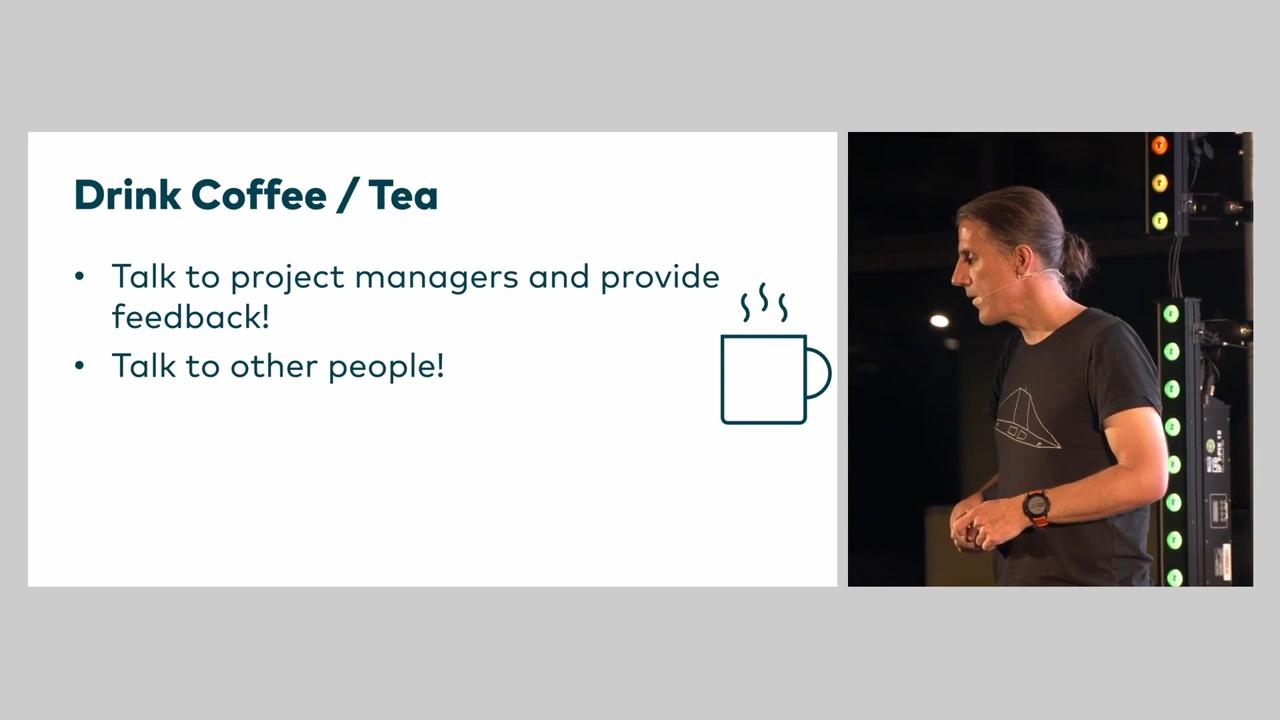 Drink Coffee / Tea
• Talk to project managers and provide
feedback!
• Talk to other people!